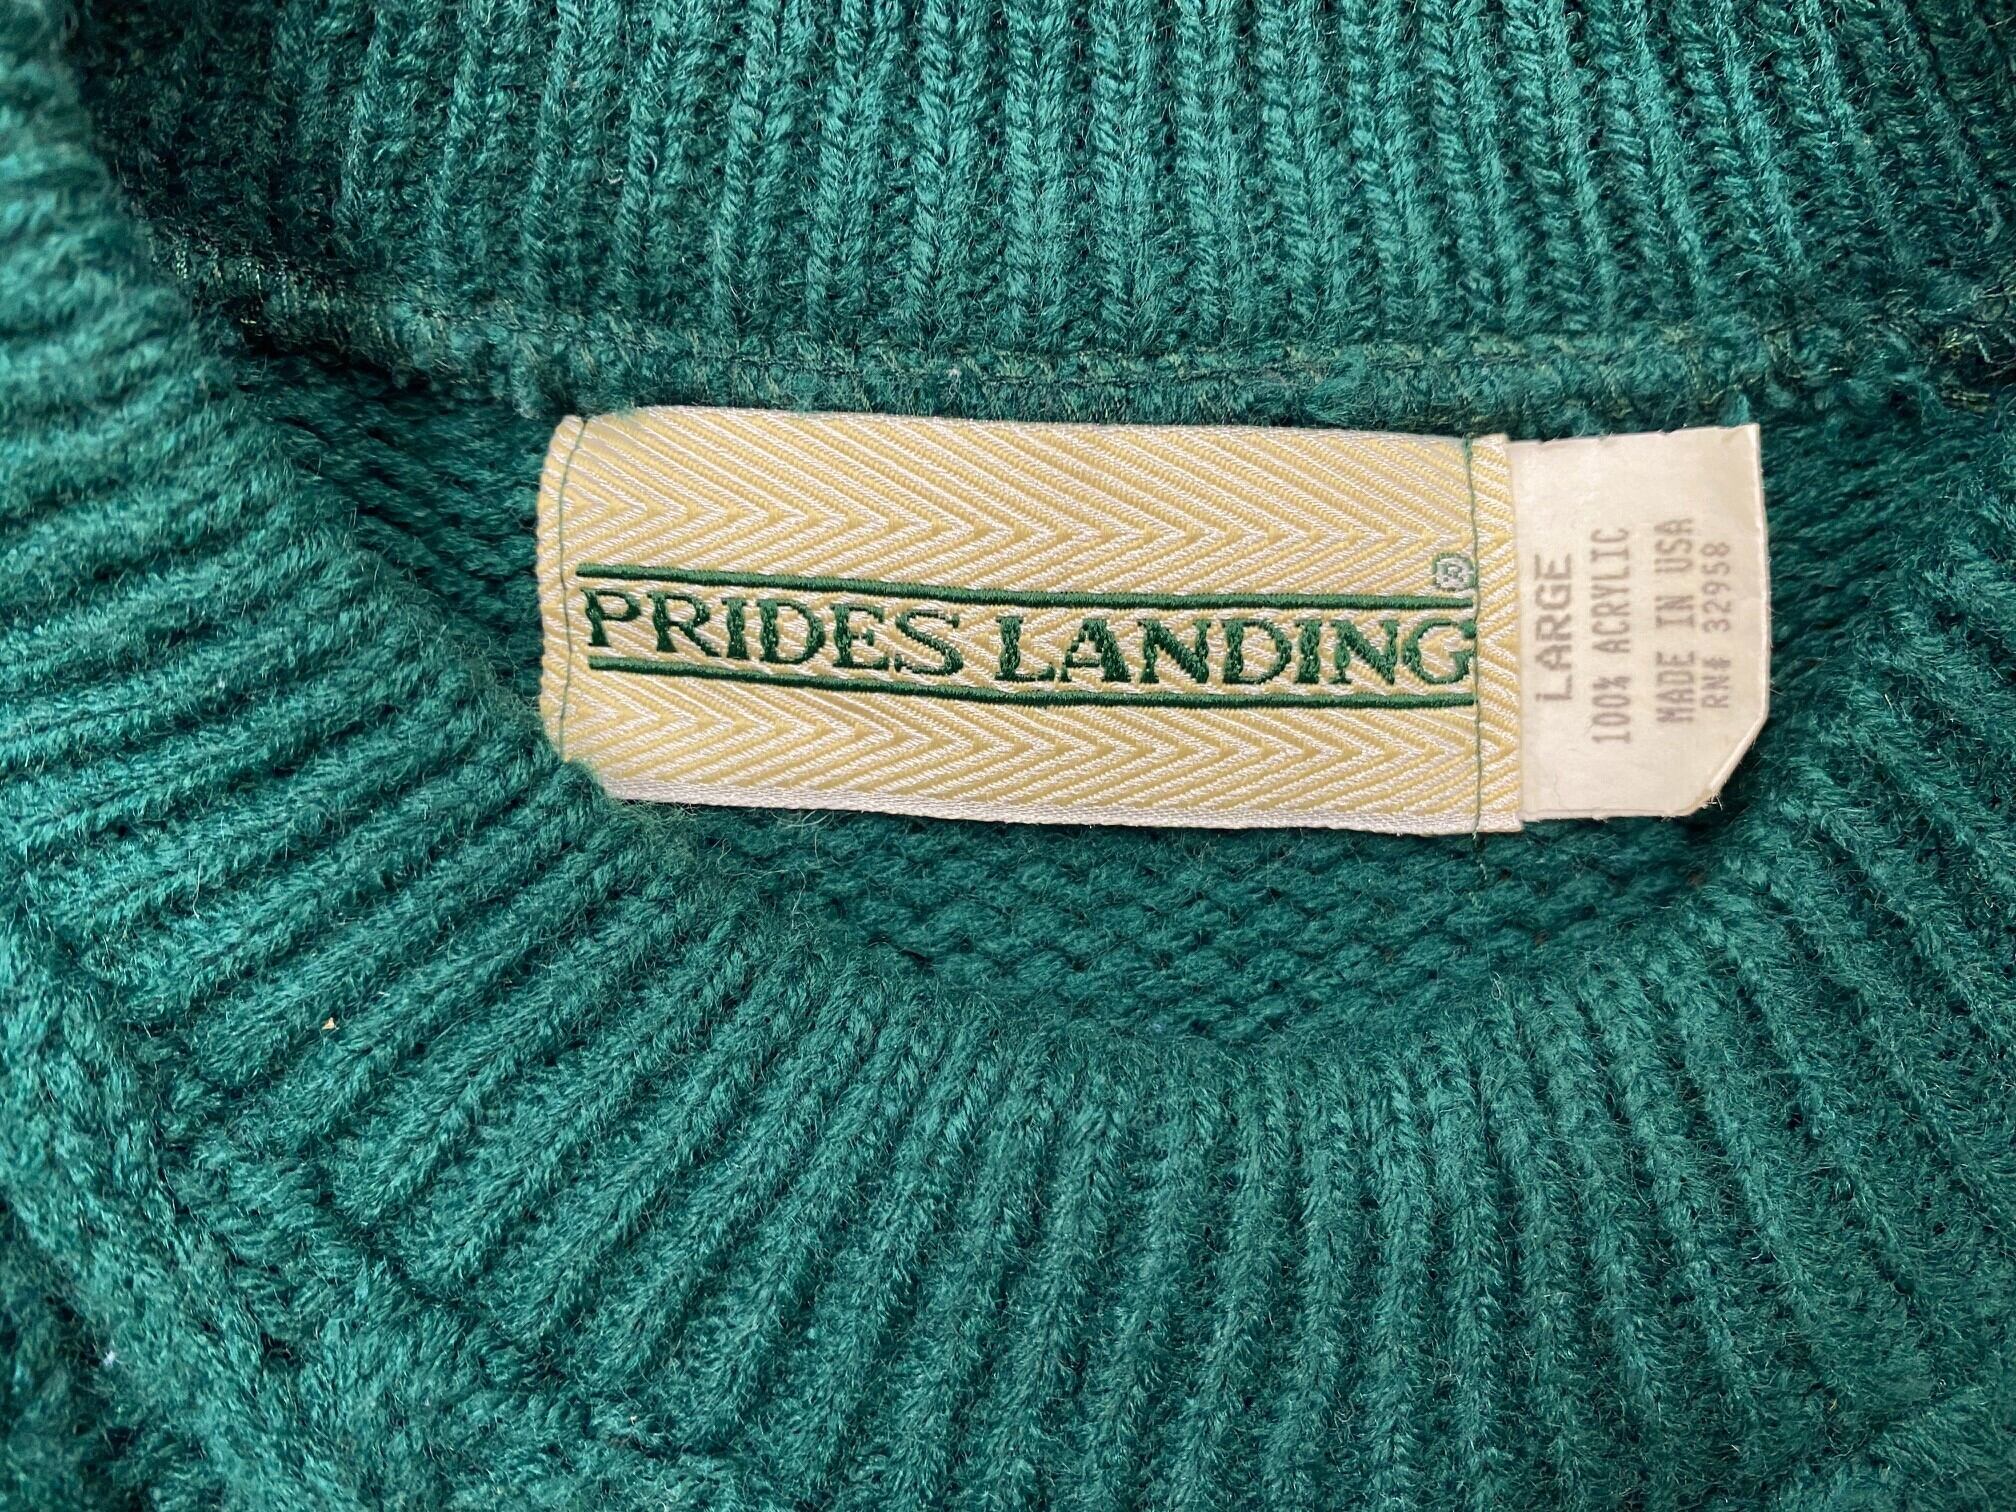 PRIDES LANDING ®
LARGE
100% ACRYLIC
MADE IN USA
RN# 32958